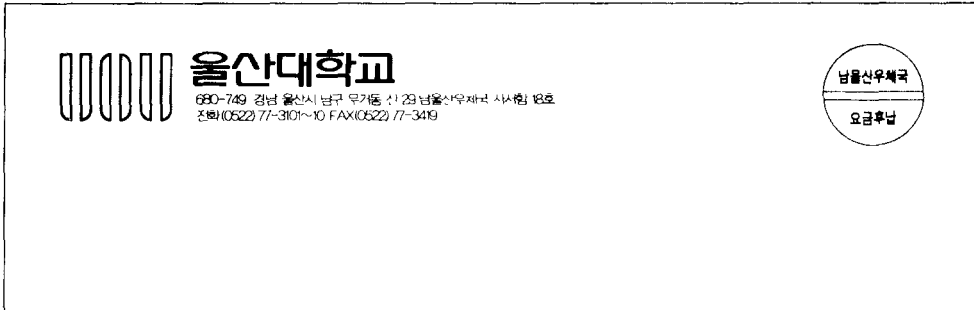 울산대학교
680-749 경남 울산시 남구 무거동 산 29 남울산우체국 사서함 18호
전화(0522) 77-3101~10 FAX(0522) 77-3419
남울산우체국
요금후납